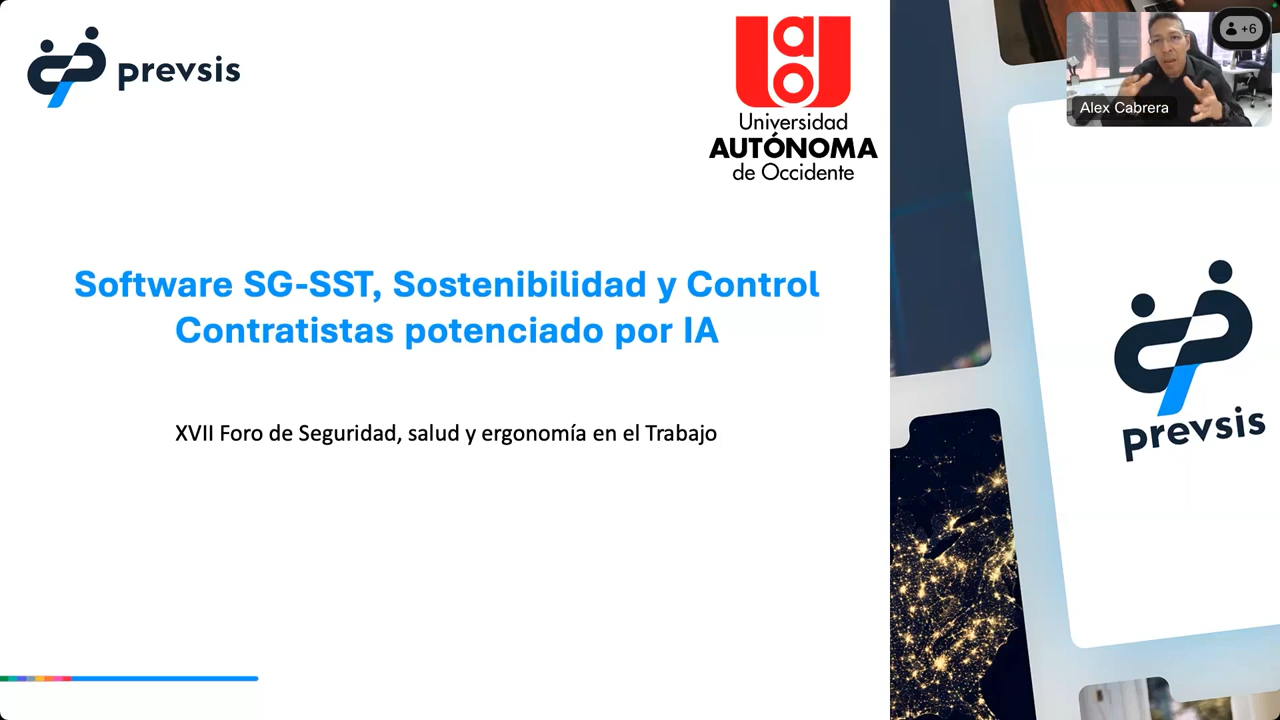 prevsis
Universidad
AUTÓNOMA
de Occidente
+6
Alex Cabrera
Software SG-SST, Sostenibilidad y Control
Contratistas potenciado por IA
XVII Foro de Seguridad, salud y ergonomía en el Trabajo
prevsis